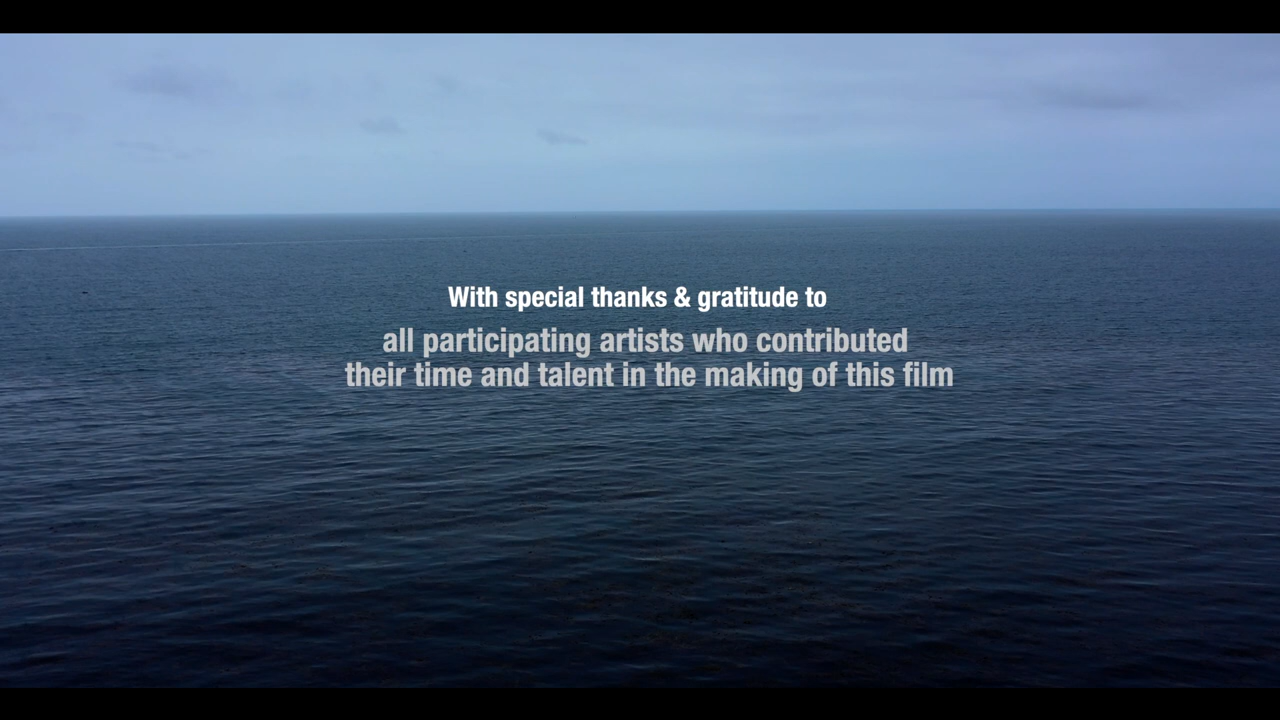 With special thanks & gratitude to
all participating artists who contributed
their time and talent in the making of this film